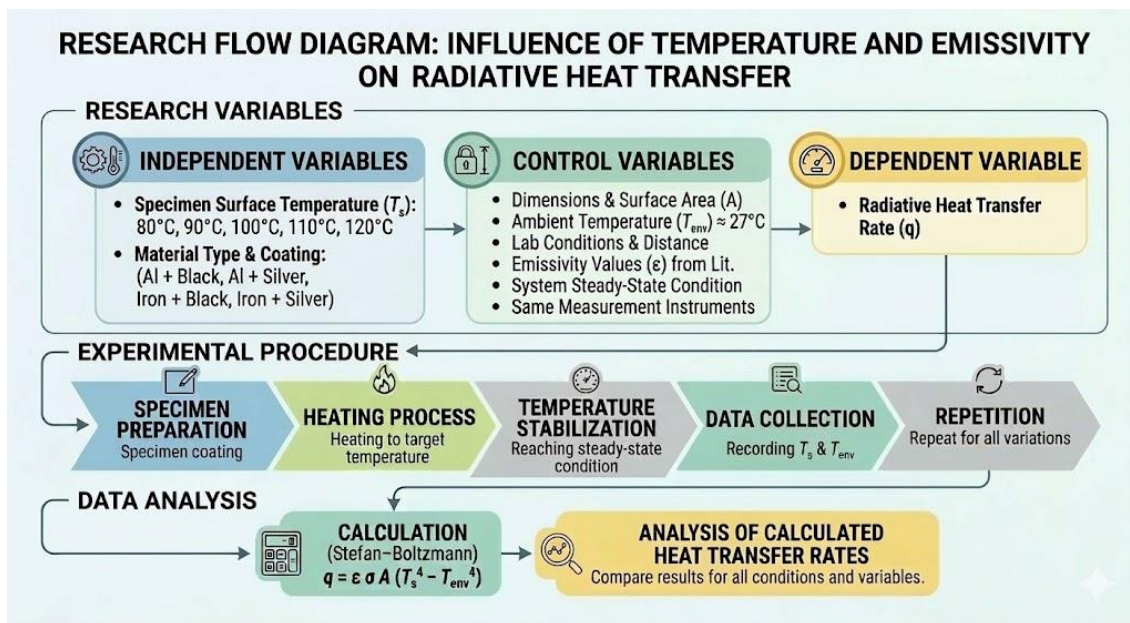 RESEARCH FLOW DIAGRAM: INFLUENCE OF TEMPERATURE AND EMISSIVITY
ON RADIATIVE HEAT TRANSFER
RESEARCH VARIABLES
INDEPENDENT VARIABLES
• Specimen Surface Temperature (Ts):
80°C, 90°C, 100°C, 110°C, 120°C
• Material Type & Coating:
(Al + Black, Al + Silver,
Iron + Black, Iron + Silver)
CONTROL VARIABLES
• Dimensions & Surface Area (A)
• Ambient Temperature (Tenv) ≈ 27°C
• Lab Conditions & Distance
• Emissivity Values (ε) from Lit.
• System Steady-State Condition
• Same Measurement Instruments
DEPENDENT VARIABLE
• Radiative Heat Transfer
Rate (q)
EXPERIMENTAL PROCEDURE
SPECIMEN
PREPARATION
Specimen coating
HEATING PROCESS
Heating to target
temperature
TEMPERATURE
STABILIZATION
Reaching steady-state
condition
DATA COLLECTION
Recording Ts & Tenv
REPETITION
Repeat for all variations
DATA ANALYSIS
CALCULATION
(Stefan–Boltzmann)
q = ε σ A (Ts⁴ – Tenv⁴)
ANALYSIS OF CALCULATED
HEAT TRANSFER RATES
Compare results for all conditions and variables.